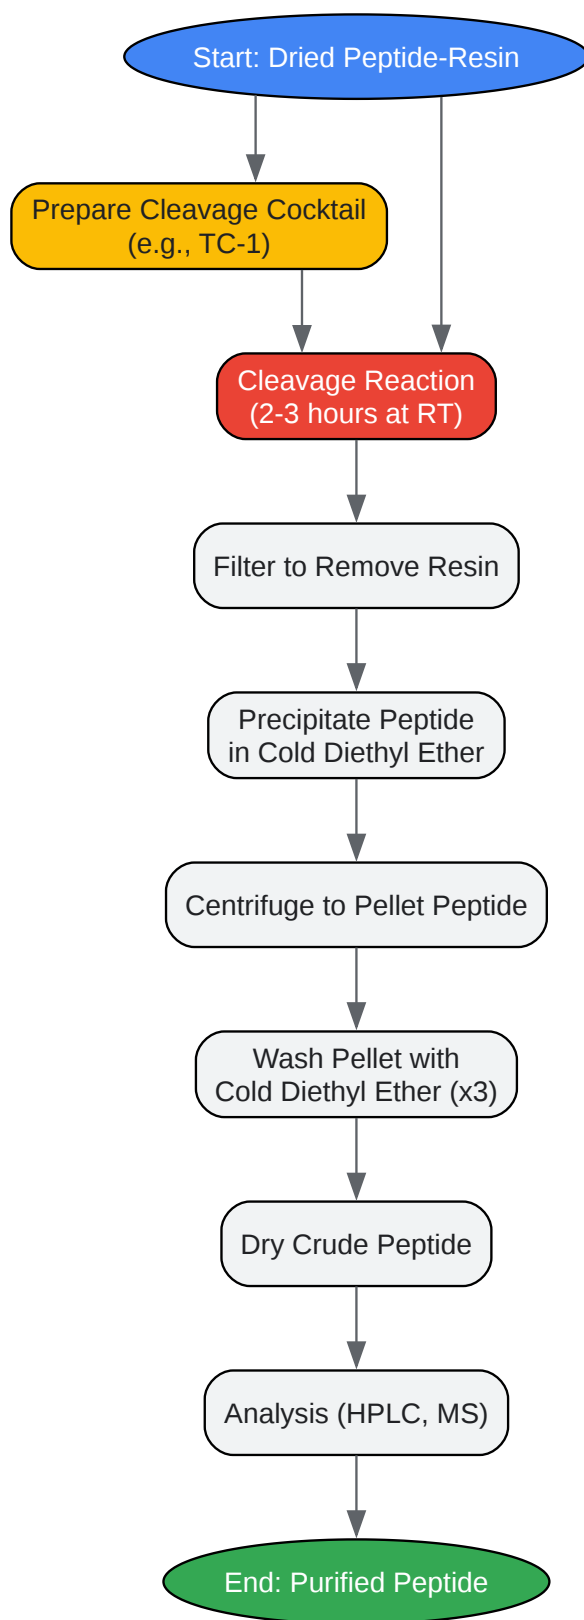 Start: Dried Peptide-Resin
Prepare Cleavage Cocktail
(e.g., TC-1)
Cleavage Reaction
(2-3 hours at RT)
Filter to Remove Resin
Precipitate Peptide
in Cold Diethyl Ether
Centrifuge to Pellet Peptide
Wash Pellet with
Cold Diethyl Ether (x3)
Dry Crude Peptide
Analysis (HPLC, MS)
End: Purified Peptide